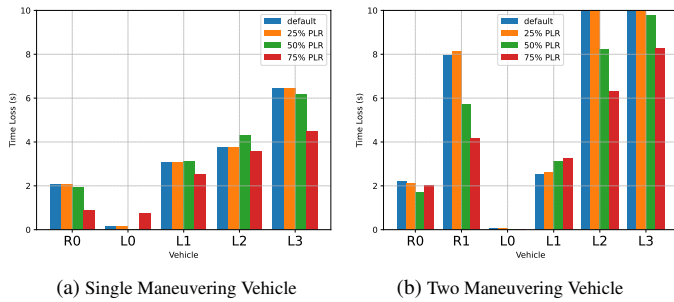 10
8
6
4
2
0
Time Loss (s)
default
25% PLR
50% PLR
75% PLR
R0 L0 L1 L2 L3
Vehicle
(a) Single Maneuvering Vehicle
10
8
6
4
2
0
Time Loss (s)
default
25% PLR
50% PLR
75% PLR
R0 R1 L0 L1 L2 L3
Vehicle
(b) Two Maneuvering Vehicle